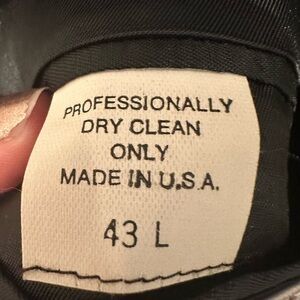 PROFESSIONALLY
DRY CLEAN
ONLY
MADE IN U.S.A.
43 L